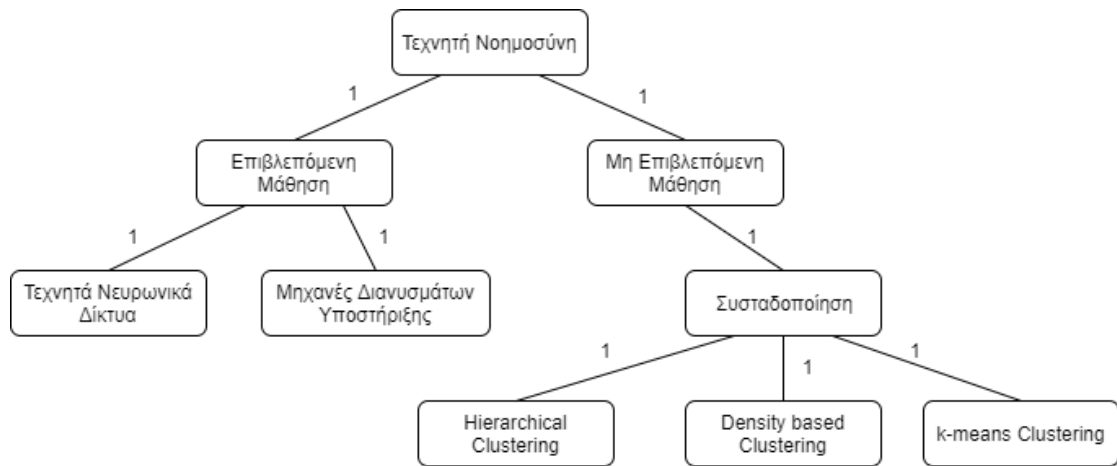 Τεχνητή Νοημοσύνη
1
1
Επιβλεπόμενη
Μάθηση
Μη Επιβλεπόμενη
Μάθηση
1
1
1
Τεχνητά Νευρωνικά
Δίκτυα
Μηχανές Διανυσμάτων
Υποστήριξης
Συσταδοποίηση
1
1
1
Hierarchical
Clustering
Density based
Clustering
k-means Clustering